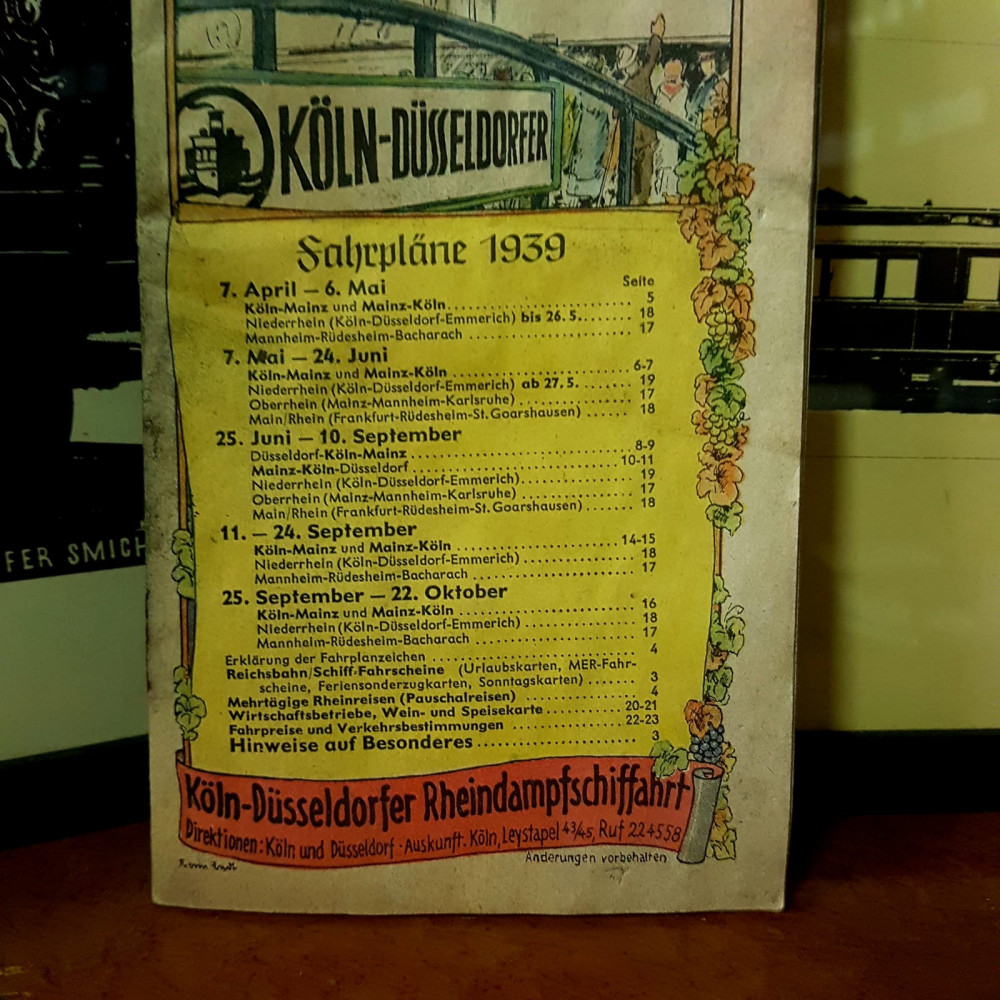 KÖLN-DÜSSELDORFER
Fahrpläne 1939
Seite
7. April – 6. Mai
Köln-Mainz und Mainz-Köln 5
Niederrhein (Köln-Düsseldorf-Emmerich) bis 26. 5. 18
Mannheim-Rüdesheim-Bacharach 17
7. Mai – 24. Juni
Köln-Mainz und Mainz-Köln 6-7
Niederrhein (Köln-Düsseldorf-Emmerich) ab 27. 5. 19
Oberrhein (Mainz-Mannheim-Karlsruhe) 17
Main/Rhein (Frankfurt-Rüdesheim-St. Goarshausen) 18
25. Juni – 10. September
Düsseldorf-Köln-Mainz 8-9
Mainz-Köln-Düsseldorf 10-11
Niederrhein (Köln-Düsseldorf-Emmerich) 19
Oberrhein (Mainz-Mannheim-Karlsruhe) 17
Main/Rhein (Frankfurt-Rüdesheim-St. Goarshausen) 18
11. – 24. September
Köln-Mainz und Mainz-Köln 14-15
Niederrhein (Köln-Düsseldorf-Emmerich) 18
Mannheim-Rüdesheim-Bacharach 17
25. September – 22. Oktober
Köln-Mainz und Mainz-Köln 16
Niederrhein (Köln-Düsseldorf-Emmerich) 18
Mannheim-Rüdesheim-Bacharach 17
Erklärung der Fahrplanzeichen 4
Reichsbahn/Schiff-Fahrscheine (Urlaubskarten, MER-Fahr-
scheine, Feriensonderzugkarten, Sonntagskarten) 3
Mehrtägige Rheinreisen (Pauschalreisen) 4
Wirtschaftsbetriebe, Wein- und Speisekarte 20-21
Fahrpreise und Verkehrsbestimmungen 22-23
Hinweise auf Besonderes 3
Köln-Düsseldorfer Rheindampfschiffahrt
Direktionen: Köln und Düsseldorf · Auskunft: Köln, Leystapel 43/45, Ruf 224558
Änderungen vorbehalten
FER SMICH